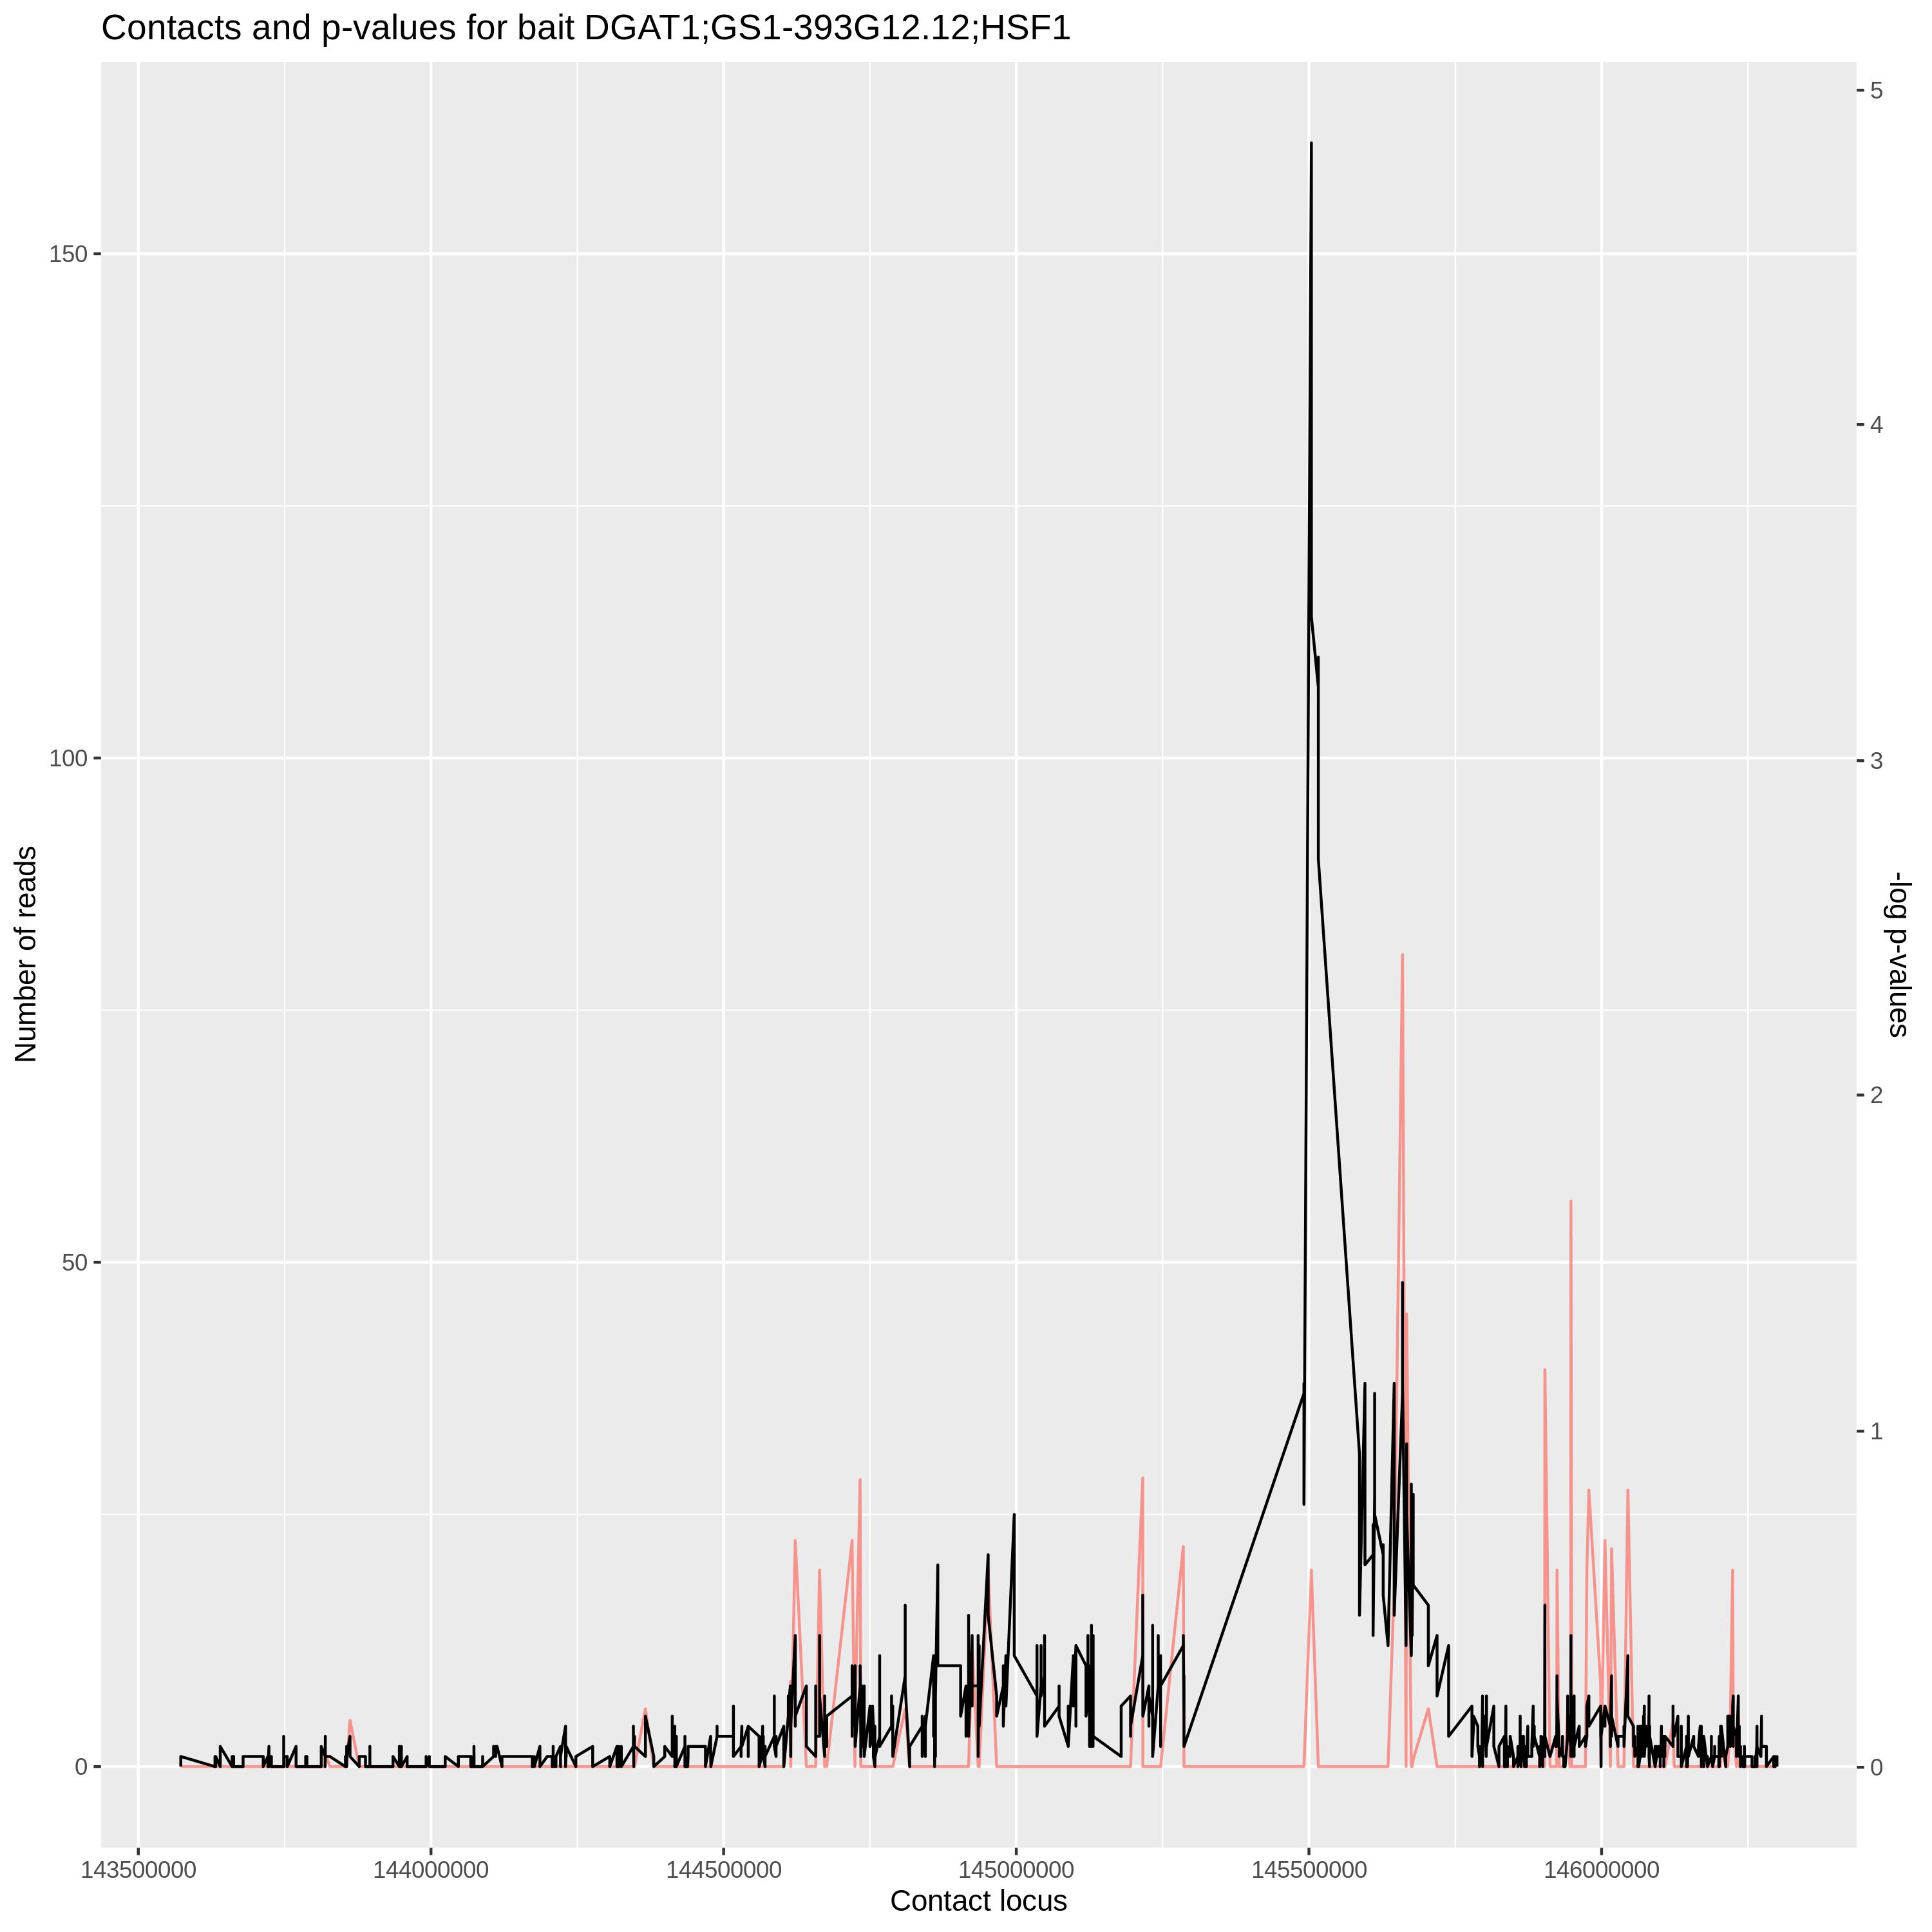 Contacts and p-values for bait DGAT1;GS1-393G12.12;HSF1
Number of reads
150
100
50
0
5
4
3
2
1
0
-log p-values
143500000 144000000 144500000 145000000 145500000 146000000
Contact locus